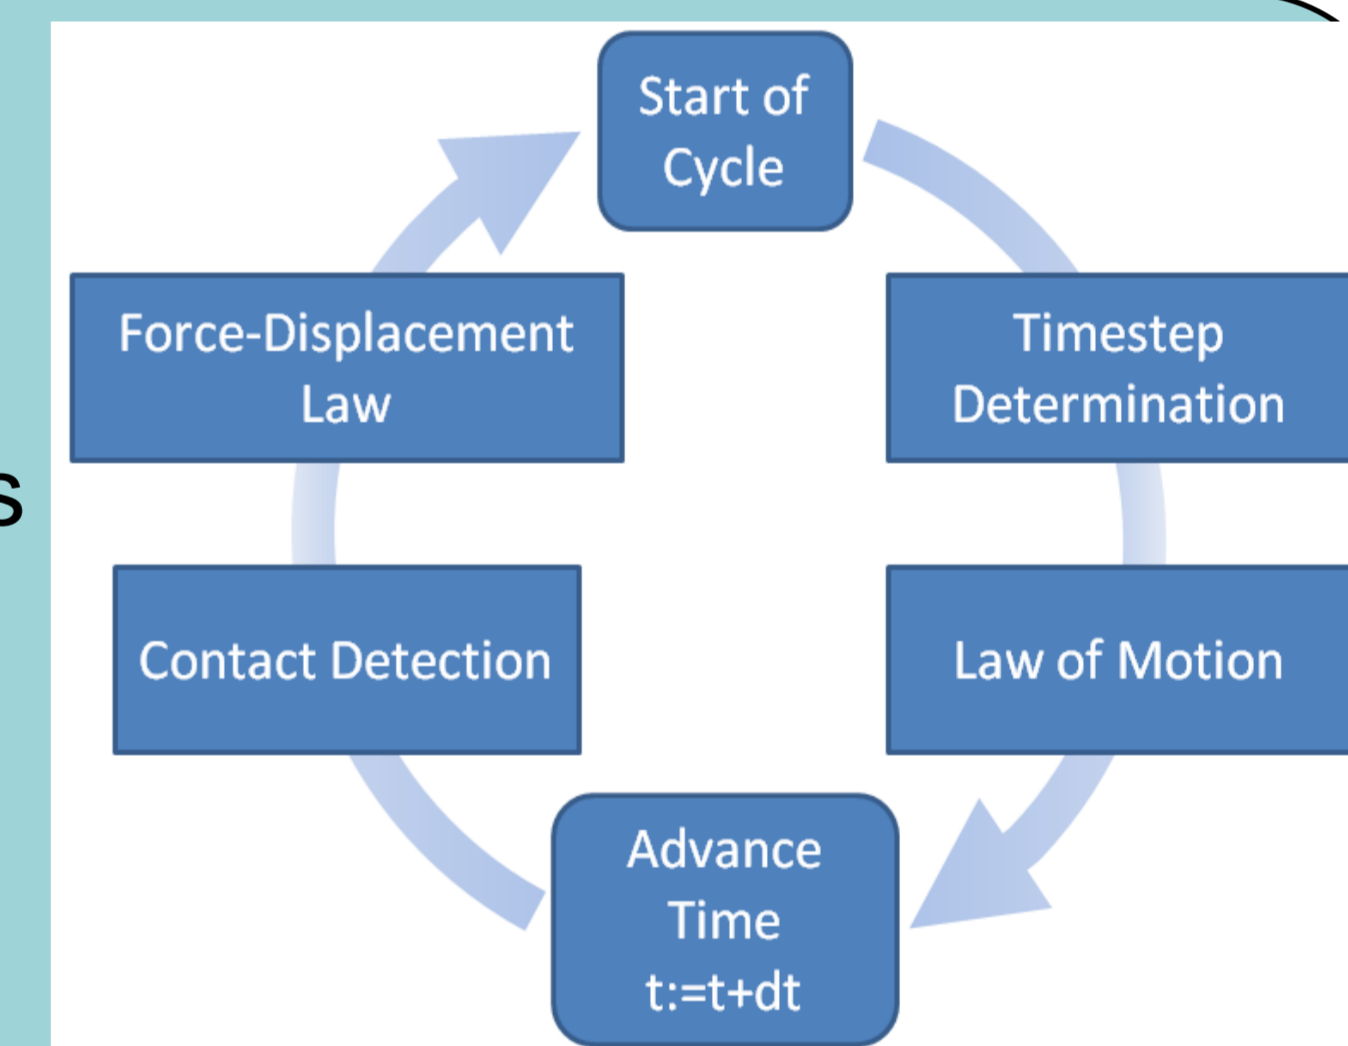 Start of
Cycle
Timestep
Determination
Law of Motion
Advance
Time
t:=t+dt
Contact Detection
Force-Displacement
Law
s